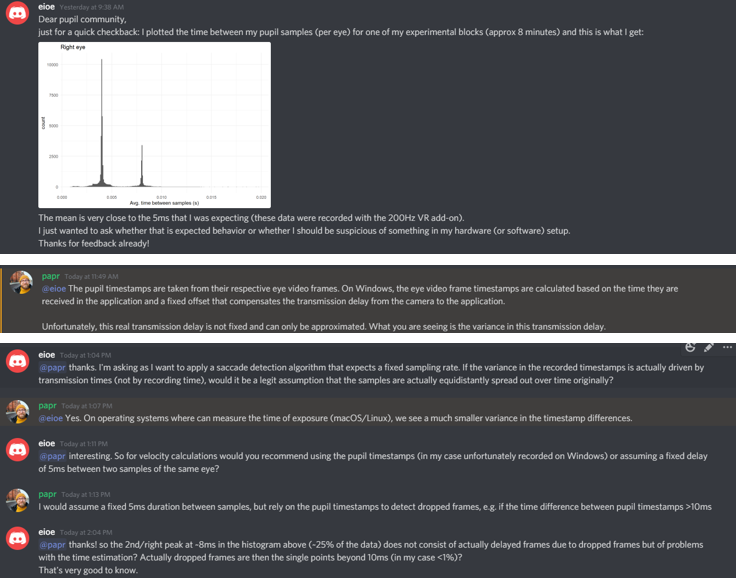 eioe Yesterday at 9:38 AM
Dear pupil community,
just for a quick checkback: I plotted the time between my pupil samples (per eye) for one of my experimental blocks (approx 8 minutes) and this is what I get:
Right eye
10000
7500
5000
2500
0
count
0.000 0.005 0.010 0.015 0.020
Avg. time between samples (s)
The mean is very close to the 5ms that I was expecting (these data were recorded with the 200Hz VR add-on).
I just wanted to ask whether that is expected behavior or whether I should be suspicious of something in my hardware (or software) setup.
Thanks for feedback already!
papr Today at 11:49 AM
@eioe The pupil timestamps are taken from their respective eye video frames. On Windows, the eye video frame timestamps are calculated based on the time they are
received in the application and a fixed offset that compensates the transmission delay from the camera to the application.
Unfortunately, this real transmission delay is not fixed and can only be approximated. What you are seeing is the variance in this transmission delay.
eioe Today at 1:04 PM
@papr thanks. I'm asking as I want to apply a saccade detection algorithm that expects a fixed sampling rate. If the variance in the recorded timestamps is actually driven by
transmission times (not by recording time), would it be a legit assumption that the samples are actually equidistantly spread out over time originally?
papr Today at 1:07 PM
@eioe Yes. On operating systems where can measure the time of exposure (macOS/Linux), we see a much smaller variance in the timestamp differences.
eioe Today at 1:11 PM
@papr interesting. So for velocity calculations would you recommend using the pupil timestamps (in my case unfortunately recorded on Windows) or assuming a fixed delay
of 5ms between two samples of the same eye?
papr Today at 1:13 PM
I would assume a fixed 5ms duration between samples, but rely on the pupil timestamps to detect dropped frames, e.g. if the time difference between pupil timestamps >10ms
eioe Today at 2:04 PM
@papr thanks! so the 2nd/right peak at ~8ms in the histogram above (~25% of the data) does not consist of actually delayed frames due to dropped frames but of problems
with the time estimation? Actually dropped frames are then the single points beyond 10ms (in my case <1%)?
That's very good to know.